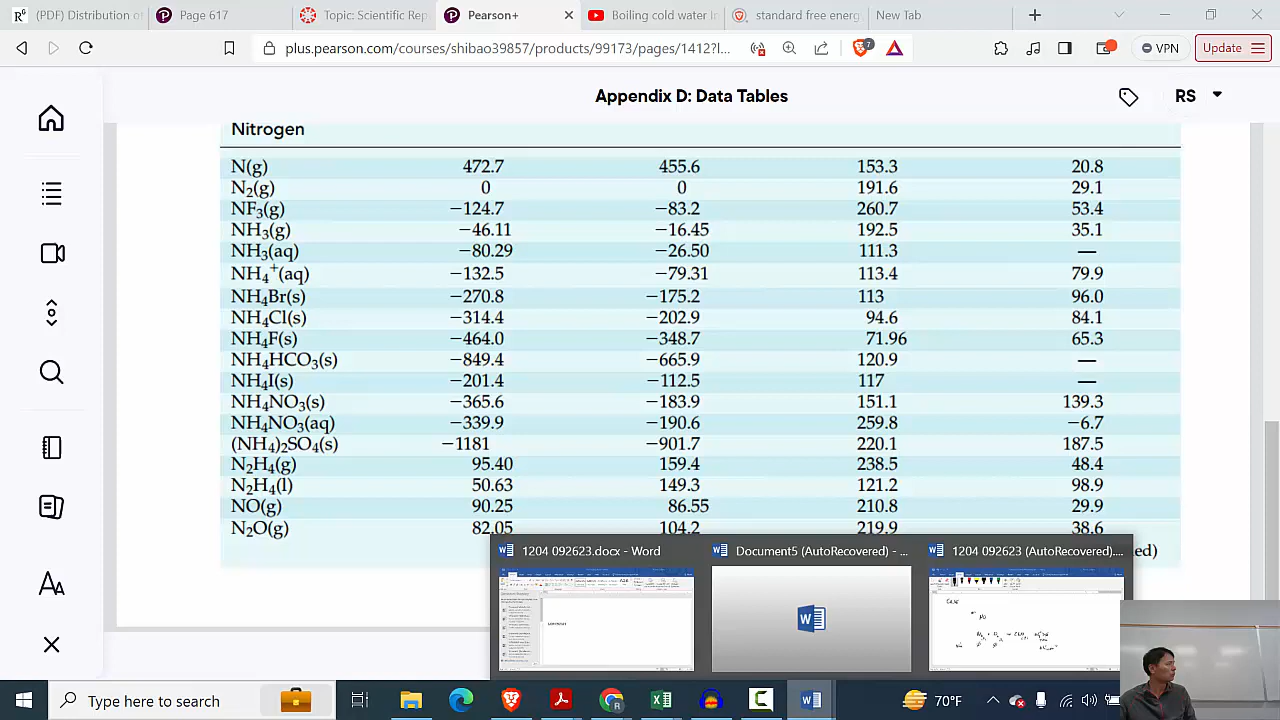 (PDF) Distribution of
Page 617
Topic: Scientific Rep
Pearson+
Boiling cold water in
standard free energ
New Tab
plus.pearson.com/courses/shibao39857/products/99173/pages/1412?l...
7
VPN
Update
Appendix D: Data Tables
RS
Nitrogen
N(g) 472.7 455.6 153.3 20.8
N2(g) 0 0 191.6 29.1
NF3(g) −124.7 −83.2 260.7 53.4
NH3(g) −46.11 −16.45 192.5 35.1
NH3(aq) −80.29 −26.50 111.3 —
NH4+(aq) −132.5 −79.31 113.4 79.9
NH4Br(s) −270.8 −175.2 113 96.0
NH4Cl(s) −314.4 −202.9 94.6 84.1
NH4F(s) −464.0 −348.7 71.96 65.3
NH4HCO3(s) −849.4 −665.9 120.9 —
NH4I(s) −201.4 −112.5 117 —
NH4NO3(s) −365.6 −183.9 151.1 139.3
NH4NO3(aq) −339.9 −190.6 259.8 −6.7
(NH4)2SO4(s) −1181 −901.7 220.1 187.5
N2H4(g) 95.40 159.4 238.5 48.4
N2H4(l) 50.63 149.3 121.2 98.9
NO(g) 90.25 86.55 210.8 29.9
N2O(g) 82.05 104.2 219.9 38.6
ed)
1204 092623.docx - Word
Document5 (AutoRecovered) - ...
1204 092623 (AutoRecovered)....
Type here to search
70°F